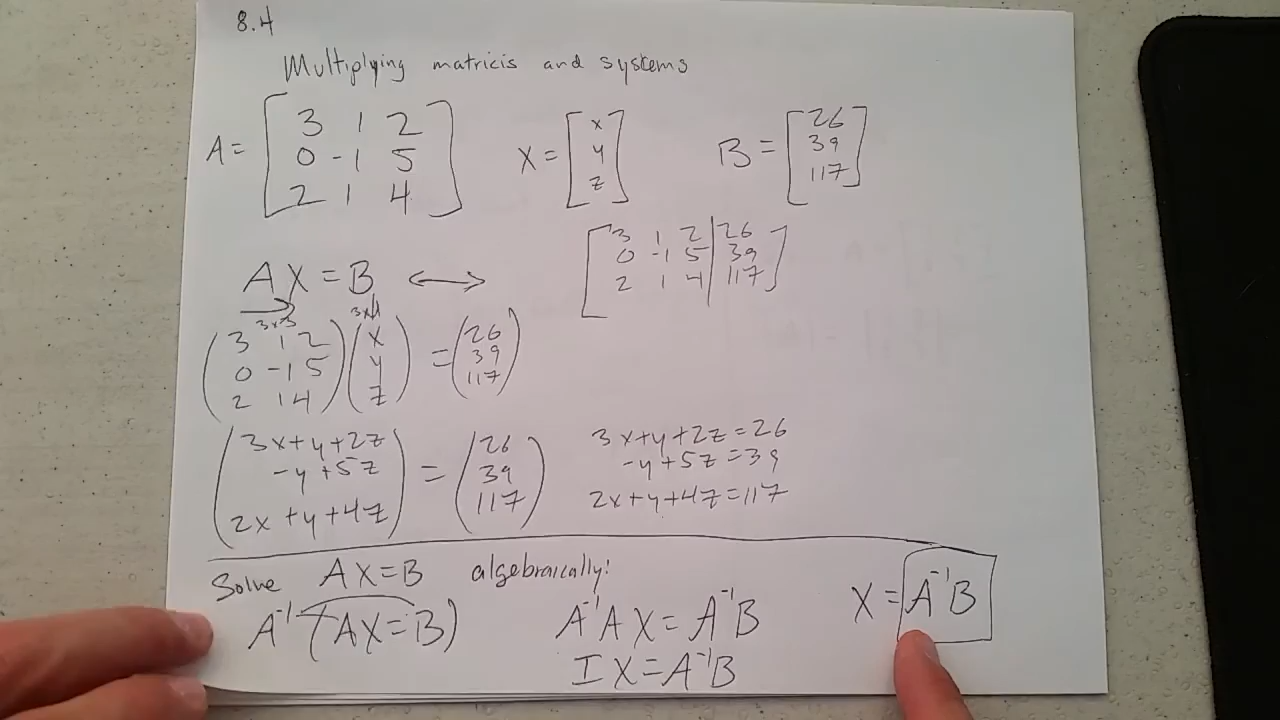 8.4
Multiplying matricis and systems
A = [3 1 2
0 -1 5
2 1 4]
X = [x
y
z]
B = [26
39
117]
AX = B ⟷
[3 1 2 | 26
0 -1 5 | 39
2 1 4 | 117]
3x3 3x1
(3 1 2
0 -1 5
2 1 4)
(x
y
z)
= (26
39
117)
(3x+y+2z
-y+5z
2x+y+4z)
= (26
39
117)
3x+y+2z=26
-y+5z=39
2x+y+4z=117
Solve AX=B algebraically!
A⁻¹(AX=B)
A⁻¹AX=A⁻¹B
IX=A⁻¹B
X=A⁻¹B